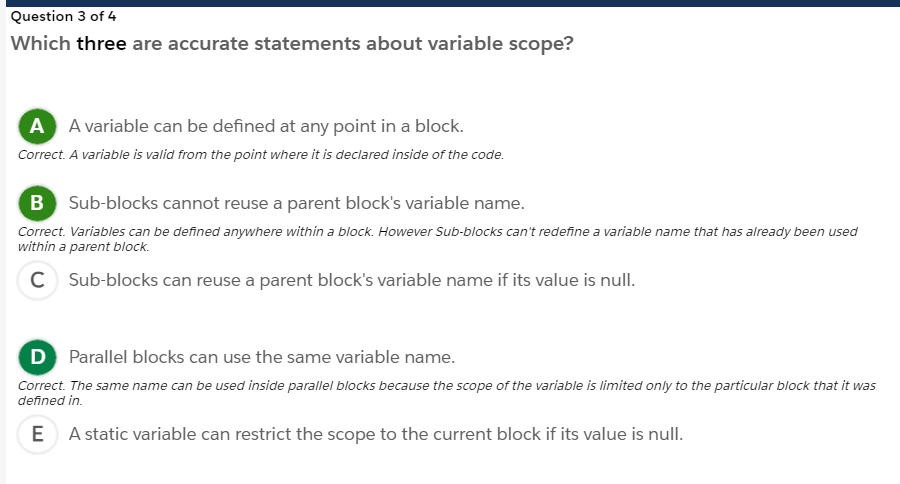 Question 3 of 4
Which three are accurate statements about variable scope?
A A variable can be defined at any point in a block.
Correct. A variable is valid from the point where it is declared inside of the code.
B Sub-blocks cannot reuse a parent block's variable name.
Correct. Variables can be defined anywhere within a block. However Sub-blocks can't redefine a variable name that has already been used
within a parent block.
C Sub-blocks can reuse a parent block's variable name if its value is null.
D Parallel blocks can use the same variable name.
Correct. The same name can be used inside parallel blocks because the scope of the variable is limited only to the particular block that it was
defined in.
E A static variable can restrict the scope to the current block if its value is null.